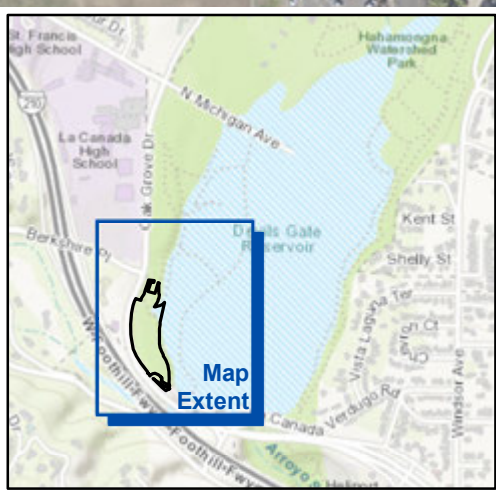 St. Francis
High School
Hahamongna
Watershed
Park
N Michigan Ave
210
La Canada
High
School
Oak Grove Dr
Kent St
Berkshire Pl
Devils Gate
Reservoir
Shelly St
Vista Laguna Ter
Ct
Map
Extent
W Foothill Fwy
Foothill Fwy
Canada Verdugo Rd
Windsor Ave
Arroyo
Heliport